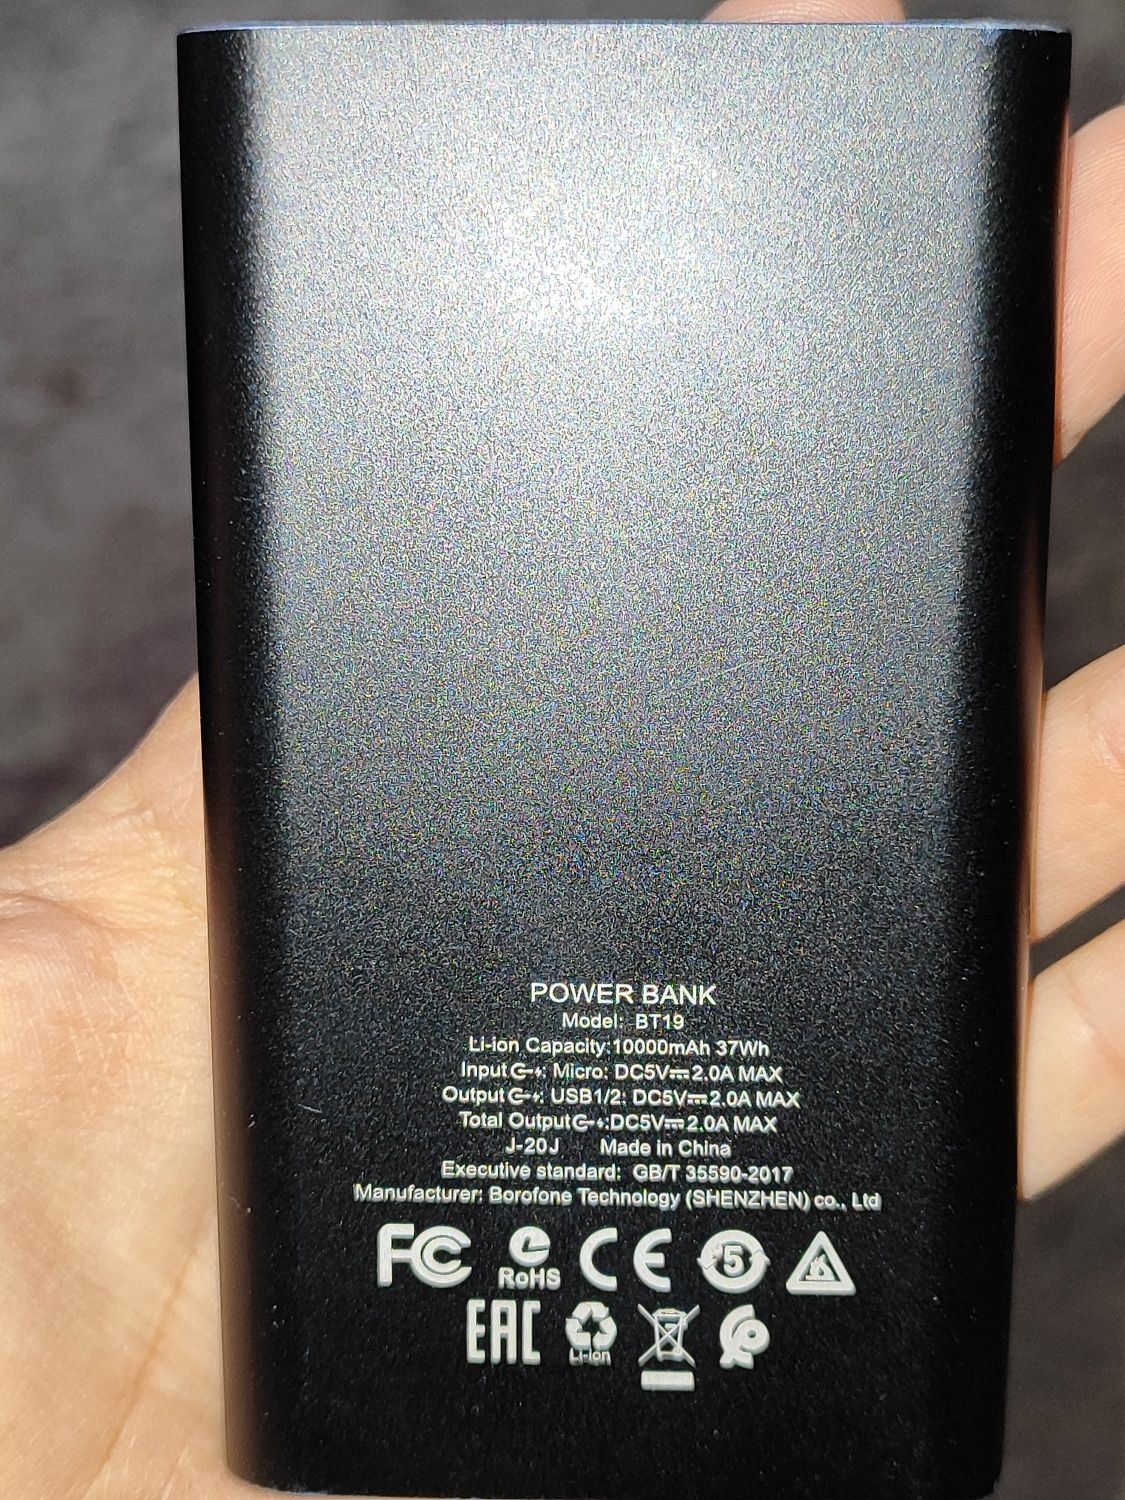 POWER BANK
Model: BT19
Li-ion Capacity:10000mAh 37Wh
Input: Micro: DC5V⎓2.0A MAX
Output: USB1/2: DC5V⎓2.0A MAX
Total Output:DC5V⎓2.0A MAX
J-20J Made in China
Executive standard: GB/T 35590-2017
Manufacturer: Borofone Technology (SHENZHEN) co., Ltd
FC RoHS CE 5
EAC Li-ion